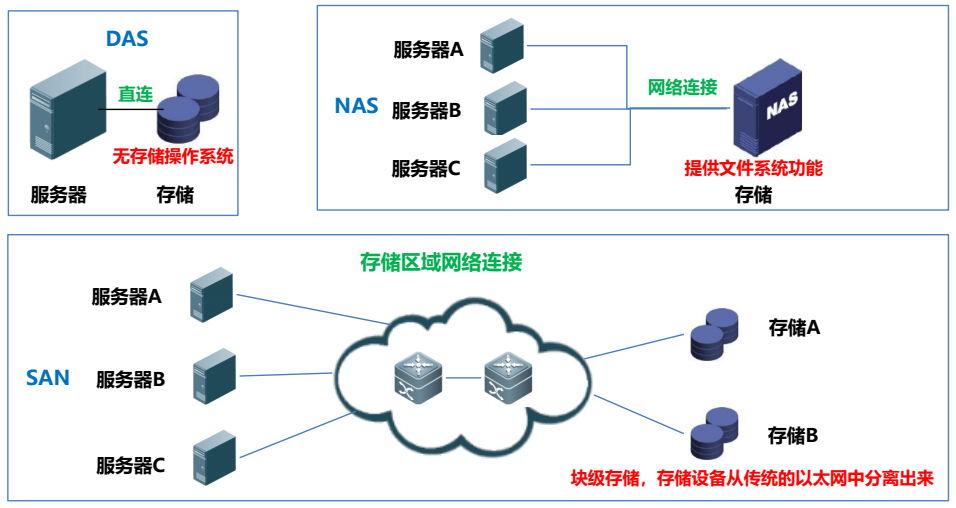 DAS
直连
无存储操作系统
服务器
存储
NAS
服务器A
服务器B
服务器C
网络连接
NAS
提供文件系统功能
存储
存储区域网络连接
SAN
服务器A
服务器B
服务器C
存储A
存储B
块级存储，存储设备从传统的以太网中分离出来